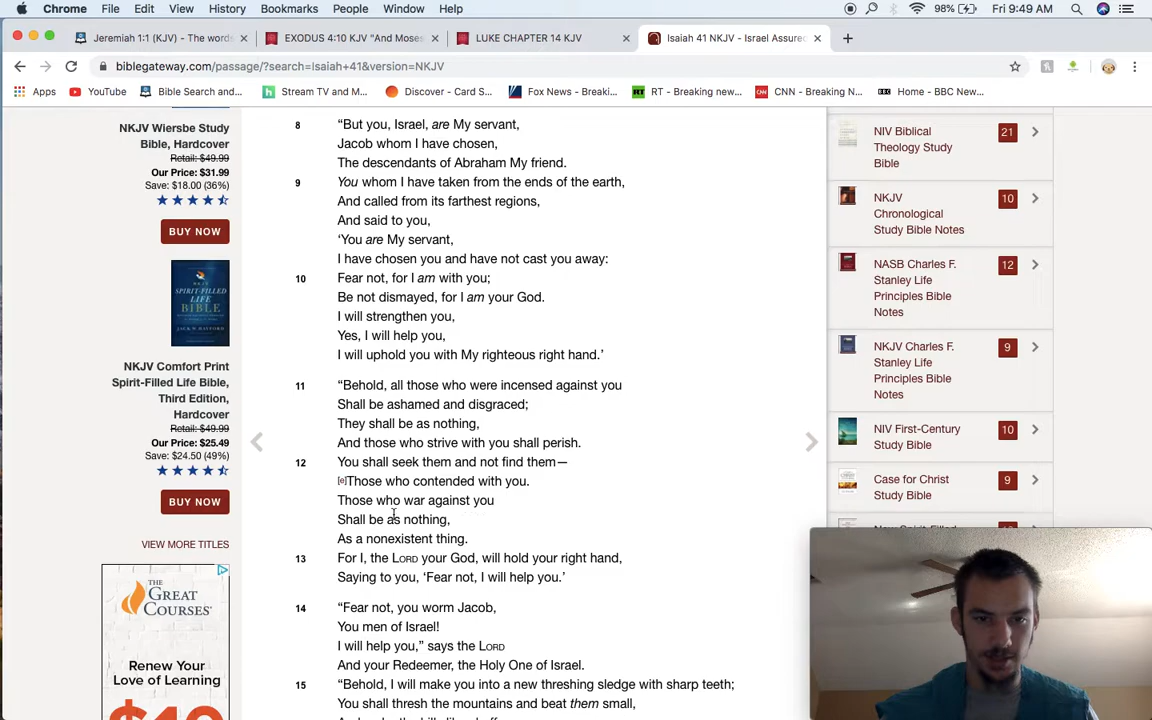 Chrome File Edit View History Bookmarks People Window Help 98% Fri 9:49 AM
Jeremiah 1:1 (KJV) - The words EXODUS 4:10 KJV "And Moses LUKE CHAPTER 14 KJV Isaiah 41 NKJV - Israel Assured
biblegateway.com/passage/?search=Isaiah+41&version=NKJV
Apps YouTube Bible Search and... Stream TV and M... Discover - Card S... Fox News - Breaki... RT - Breaking new... CNN - Breaking N... BBC Home - BBC New...
NKJV Wiersbe Study
Bible, Hardcover
Retail: $49.99
Our Price: $31.99
Save: $18.00 (36%)
BUY NOW
SPIRIT-FILLED
LIFE
BIBLE
NKJV Comfort Print
Spirit-Filled Life Bible,
Third Edition,
Hardcover
Retail: $49.99
Our Price: $25.49
Save: $24.50 (49%)
BUY NOW
VIEW MORE TITLES
THE
GREAT
COURSES®
Renew Your
Love of Learning
8 “But you, Israel, are My servant,
Jacob whom I have chosen,
The descendants of Abraham My friend.
9 You whom I have taken from the ends of the earth,
And called from its farthest regions,
And said to you,
‘You are My servant,
I have chosen you and have not cast you away:
10 Fear not, for I am with you;
Be not dismayed, for I am your God.
I will strengthen you,
Yes, I will help you,
I will uphold you with My righteous right hand.’
11 “Behold, all those who were incensed against you
Shall be ashamed and disgraced;
They shall be as nothing,
And those who strive with you shall perish.
12 You shall seek them and not find them—
[e]Those who contended with you.
Those who war against you
Shall be as nothing,
As a nonexistent thing.
13 For I, the LORD your God, will hold your right hand,
Saying to you, ‘Fear not, I will help you.’
14 “Fear not, you worm Jacob,
You men of Israel!
I will help you,” says the LORD
And your Redeemer, the Holy One of Israel.
15 “Behold, I will make you into a new threshing sledge with sharp teeth;
You shall thresh the mountains and beat them small,
NIV Biblical 21
Theology Study
Bible
NKJV 10
Chronological
Study Bible Notes
NASB Charles F. 12
Stanley Life
Principles Bible
Notes
NKJV Charles F. 9
Stanley Life
Principles Bible
Notes
NIV First-Century 10
Study Bible
Case for Christ 9
Study Bible